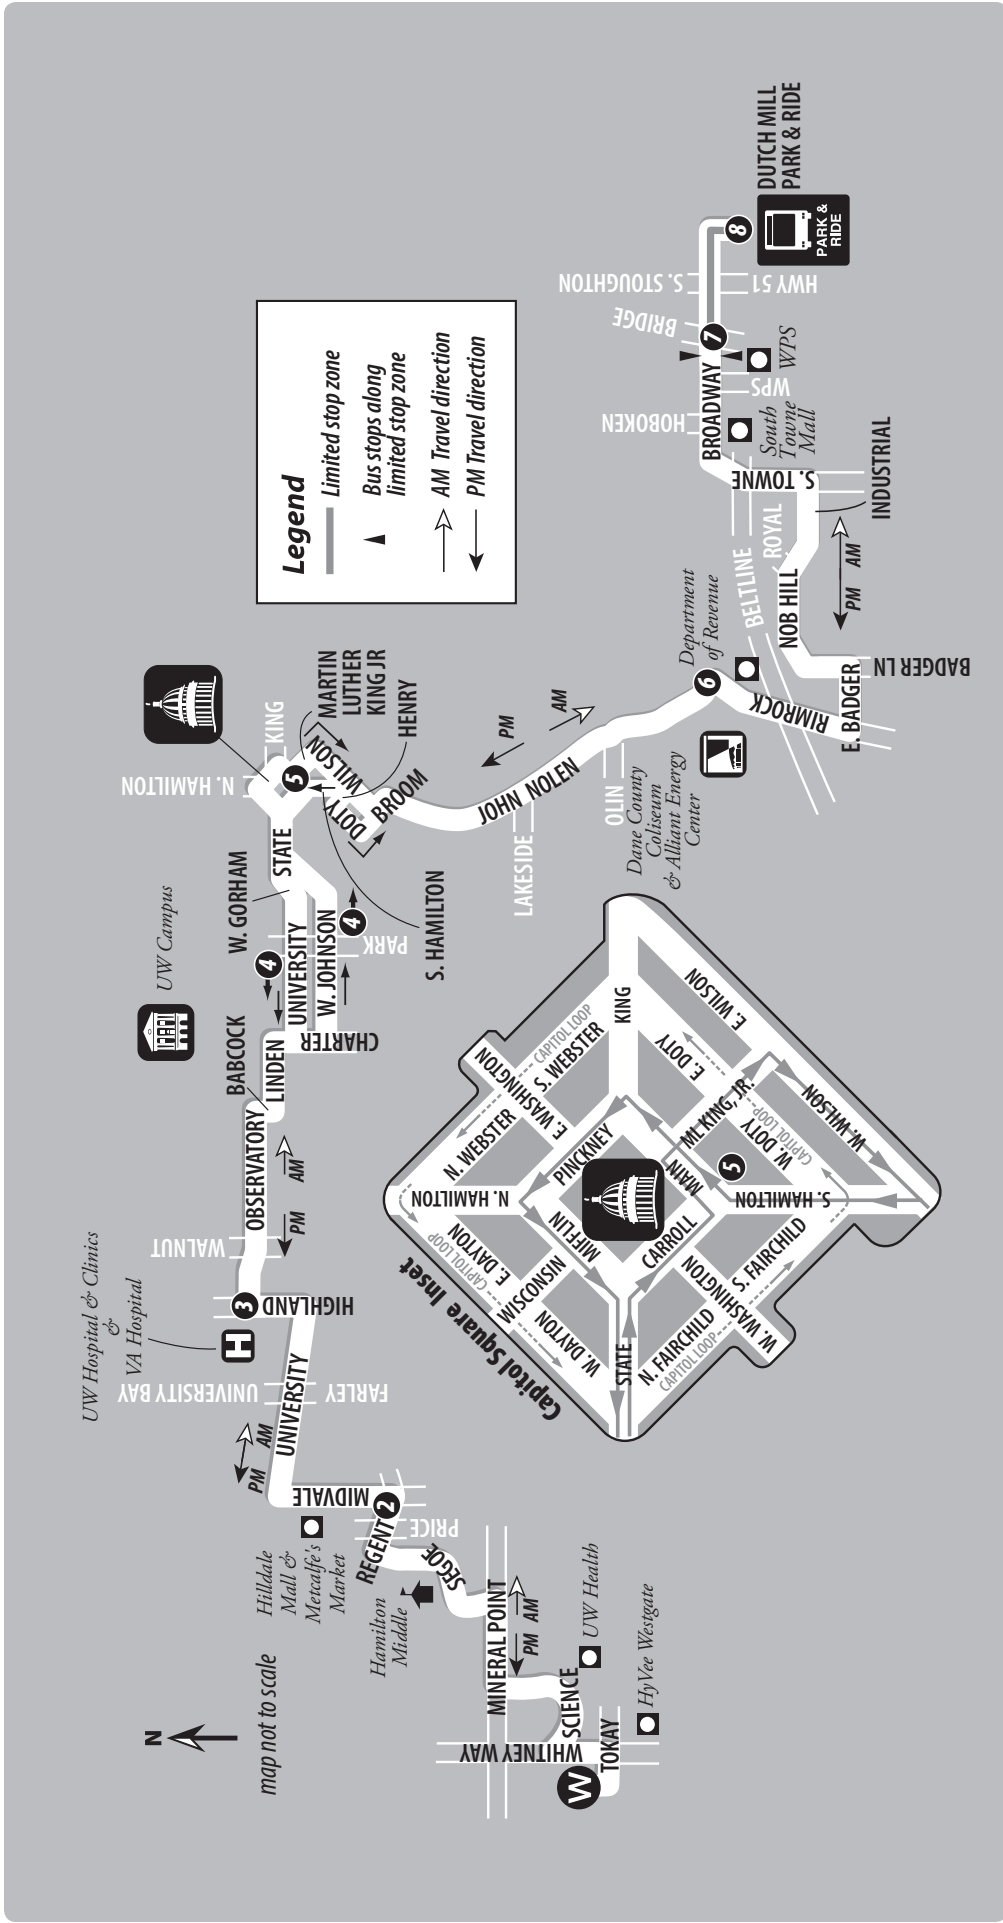 N
map not to scale
UW Hospital & Clinics
&
VA Hospital
UW Campus
Legend
Limited stop zone
Bus stops along
limited stop zone
AM Travel direction
PM Travel direction
W
WHITNEY WAY
TOKAY
SCIENCE
HyVee Westgate
UW Health
MINERAL POINT
PM
AM
SEGOE
Hamilton
Middle
REGENT
PRICE
2
MIDVALE
Hilldale
Mall &
Metcalfe's
Market
PM
AM
UNIVERSITY
UNIVERSITY BAY
FARLEY
H
3
HIGHLAND
WALNUT
OBSERVATORY
PM
AM
BABCOCK
LINDEN
CHARTER
UNIVERSITY
W. JOHNSON
4
4
PARK
W. GORHAM
STATE
S. HAMILTON
N. HAMILTON
KING
5
MARTIN
LUTHER
KING JR
HENRY
WILSON
DOTY
BROOM
JOHN NOLEN
PM
AM
LAKESIDE
OLIN
Dane County
Coliseum
& Alliant Energy
Center
6
Department
of Revenue
RIMROCK
E. BADGER
BADGER LN
BELTLINE
NOB HILL
ROYAL
PM
AM
INDUSTRIAL
S. TOWNE
South
Towne
Mall
BROADWAY
HOBOKEN
WPS
WPS
7
BRIDGE
S. STOUGHTON
HWY 51
8
PARK &
RIDE
DUTCH MILL
PARK & RIDE
Capitol Square Inset
STATE
N. FAIRCHILD
CAPITOL LOOP
W. WASHINGTON
S. FAIRCHILD
W. DAYTON
WISCONSIN
E. DAYTON
CAPITOL LOOP
MIFFLIN
CARROLL
N. HAMILTON
S. HAMILTON
MAIN
PINCKNEY
5
ML KING, JR.
W. DOTY
CAPITOL LOOP
W. WILSON
N. WEBSTER
E. WASHINGTON
S. WEBSTER
CAPITOL LOOP
KING
E. DOTY
E. WILSON